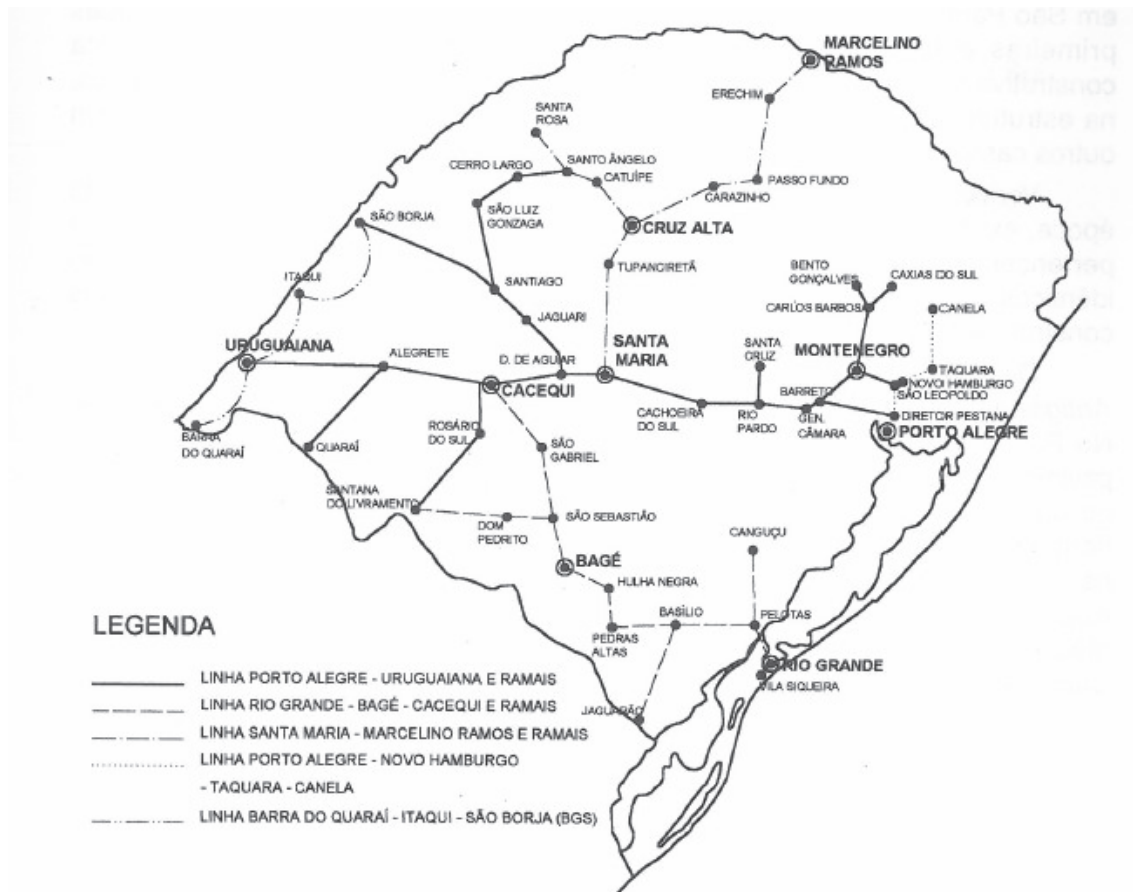 em São
MARCELINO
RAMOS
primeiras
ERECHIM
SANTA
ROSA
outros
CERRO LARGO
SANTO ÂNGELO
CATUÍPE
PASSO FUNDO
CARAZINHO
SÃO LUIZ
GONZAGA
SÃO BORJA
CRUZ ALTA
TUPANCIRETÃ
BENTO
GONÇALVES
CAXIAS DO SUL
ITAQUI
SANTIAGO
CARLOS BARBOSA
CANELA
JAGUARI
URUGUAIANA
ALEGRETE
D. DE AGUIAR
SANTA
MARIA
SANTA
CRUZ
MONTENEGRO
TAQUARA
NOVO HAMBURGO
SÃO LEOPOLDO
CACEQUI
BARRETO
CACHOEIRA
DO SUL
RIO
PARDO
GEN.
CÂMARA
DIRETOR PESTANA
PORTO ALEGRE
BARRA
DO QUARAÍ
QUARAÍ
ROSÁRIO
DO SUL
SÃO
GABRIEL
SANTANA
DO LIVRAMENTO
DOM
PEDRITO
SÃO SEBASTIÃO
CANGUÇU
BAGÉ
HULHA NEGRA
BASÍLIO
PELOTAS
PEDRAS
ALTAS
RIO GRANDE
VILA SIQUEIRA
JAGUARÃO
LEGENDA
LINHA PORTO ALEGRE - URUGUAIANA E RAMAIS
LINHA RIO GRANDE - BAGÉ - CACEQUI E RAMAIS
LINHA SANTA MARIA - MARCELINO RAMOS E RAMAIS
LINHA PORTO ALEGRE - NOVO HAMBURGO
- TAQUARA - CANELA
LINHA BARRA DO QUARAÍ - ITAQUI - SÃO BORJA (BGS)